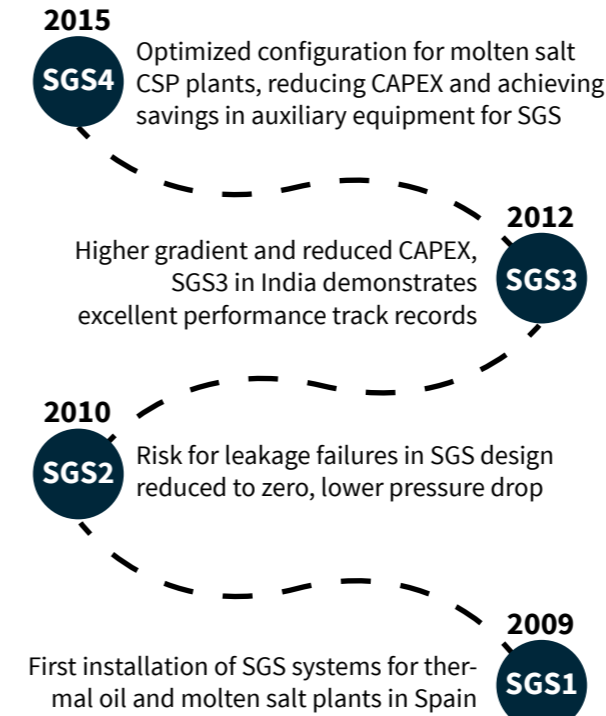 2015
SGS4
Optimized configuration for molten salt
CSP plants, reducing CAPEX and achieving
savings in auxiliary equipment for SGS
2012
SGS3
Higher gradient and reduced CAPEX,
SGS3 in India demonstrates
excellent performance track records
2010
SGS2
Risk for leakage failures in SGS design
reduced to zero, lower pressure drop
2009
SGS1
First installation of SGS systems for ther-
mal oil and molten salt plants in Spain